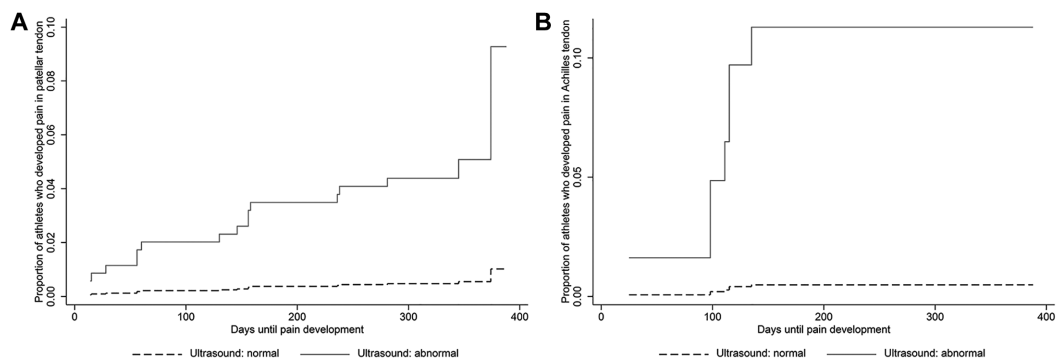 A
Proportion of athletes who developed pain in patellar tendon
0.10
0.08
0.06
0.04
0.02
0.00
0 100 200 300 400
Days until pain development
Ultrasound: normal Ultrasound: abnormal
B
Proportion of athletes who developed pain in Achilles tendon
0.10
0.05
0.00
0 100 200 300 400
Days until pain development
Ultrasound: normal Ultrasound: abnormal